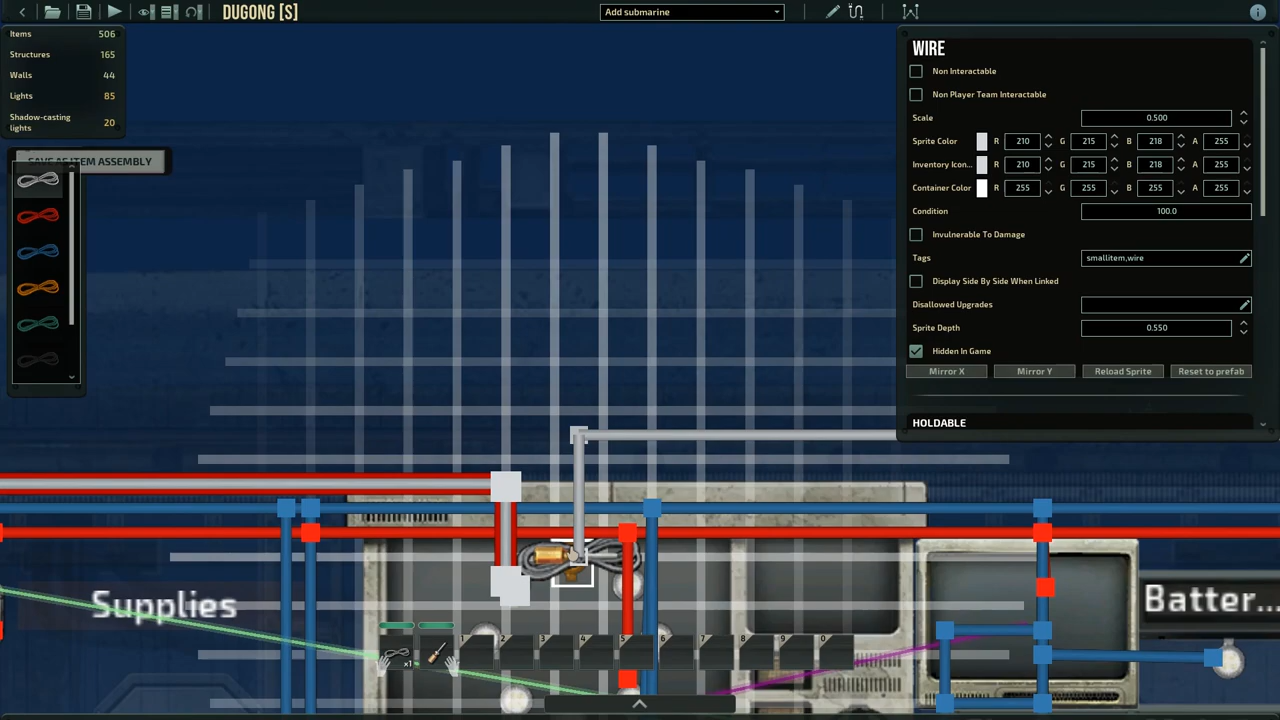 DUGONG [S]
Add submarine
Items 506
Structures 165
Walls 44
Lights 85
Shadow-casting
lights 20
SAVE AS ITEM ASSEMBLY
WIRE
Non Interactable
Non Player Team Interactable
Scale 0.500
Sprite Color R 210 G 215 B 218 A 255
Inventory Icon... R 210 G 215 B 218 A 255
Container Color R 255 G 255 B 255 A 255
Condition 100.0
Invulnerable To Damage
Tags smallitem,wire
Display Side By Side When Linked
Disallowed Upgrades
Sprite Depth 0.550
Hidden In Game
Mirror X Mirror Y Reload Sprite Reset to prefab
HOLDABLE
Supplies
Batter...
1 2 3 4 5 6 7 8 9 0
x1